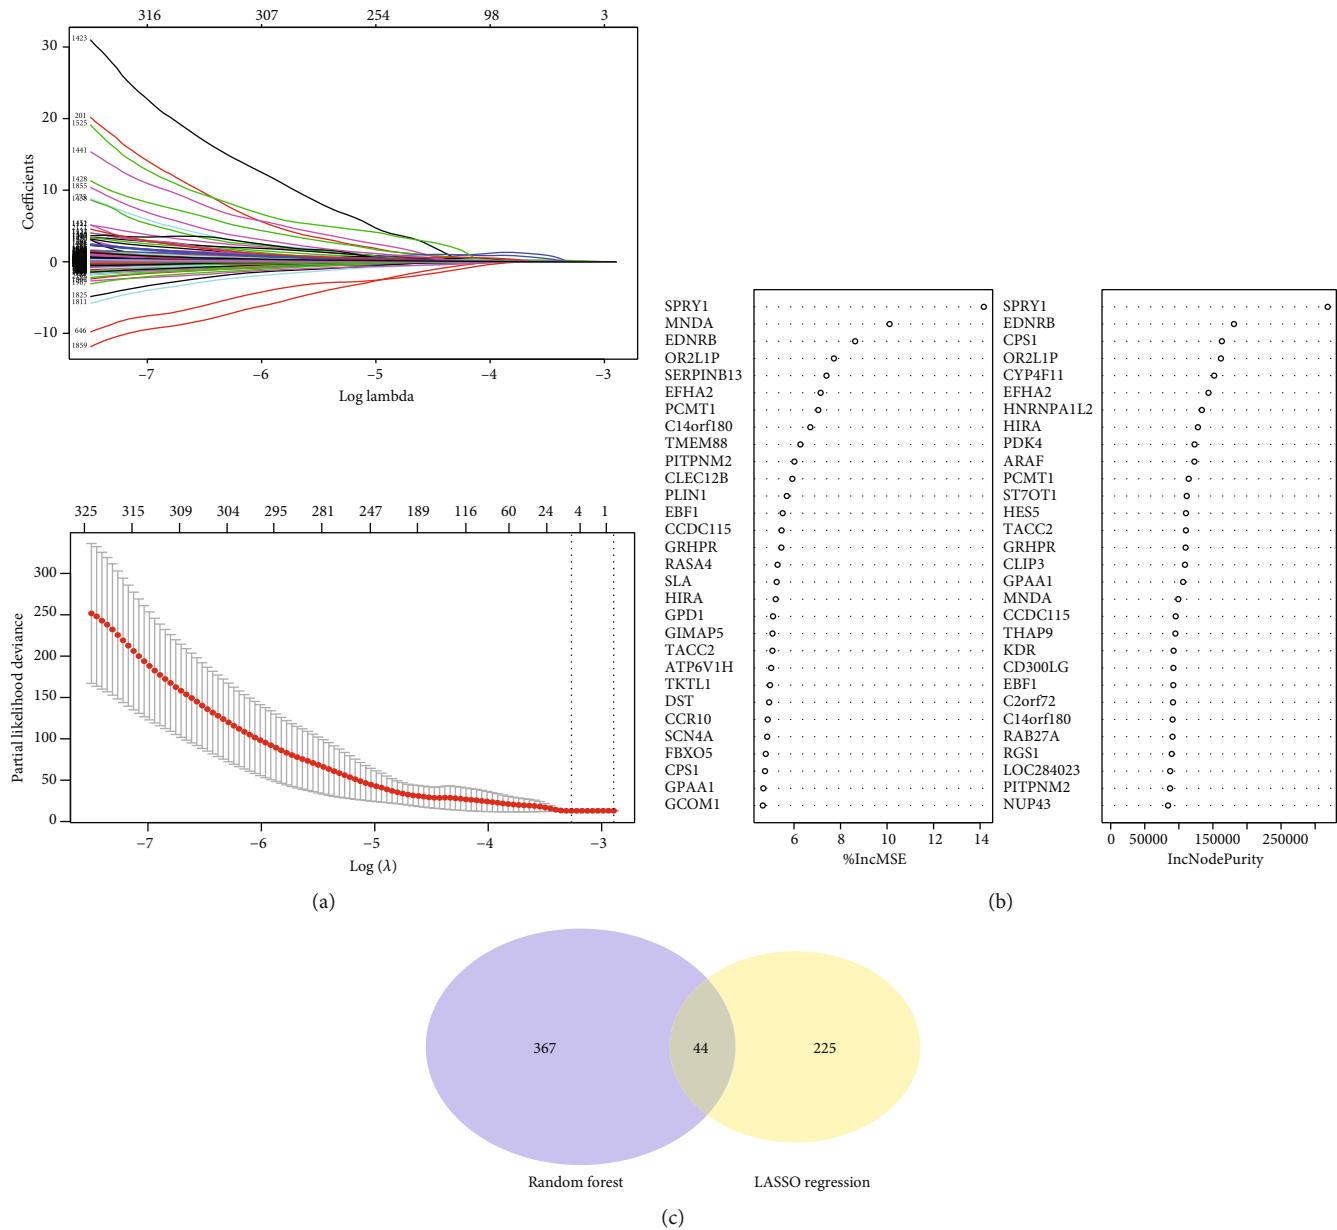 316 307 254 98 3
30
20
10
0
−10
Coefficients
1423
201
1525
1441
1428
1855
1458
1825
1811
646
1859
−7 −6 −5 −4 −3
Log lambda
325 315 309 304 295 281 247 189 116 60 24 4 1
300
250
200
150
100
50
0
Partial likelihood deviance
−7 −6 −5 −4 −3
Log (λ)
(a)
SPRY1
MNDA
EDNRB
OR2L1P
SERPINB13
EFHA2
PCMT1
C14orf180
TMEM88
PITPNM2
CLEC12B
PLIN1
EBF1
CCDC115
GRHPR
RASA4
SLA
HIRA
GPD1
GIMAP5
TACC2
ATP6V1H
TKTL1
DST
CCR10
SCN4A
FBXO5
CPS1
GPAA1
GCOM1
6 8 10 12 14
%IncMSE
SPRY1
EDNRB
CPS1
OR2L1P
CYP4F11
EFHA2
HNRNPA1L2
HIRA
PDK4
ARAF
PCMT1
ST7OT1
HES5
TACC2
GRHPR
CLIP3
GPAA1
MNDA
CCDC115
THAP9
KDR
CD300LG
EBF1
C2orf72
C14orf180
RAB27A
RGS1
LOC284023
PITPNM2
NUP43
0 50000 150000 250000
IncNodePurity
(b)
367 44 225
Random forest LASSO regression
(c)